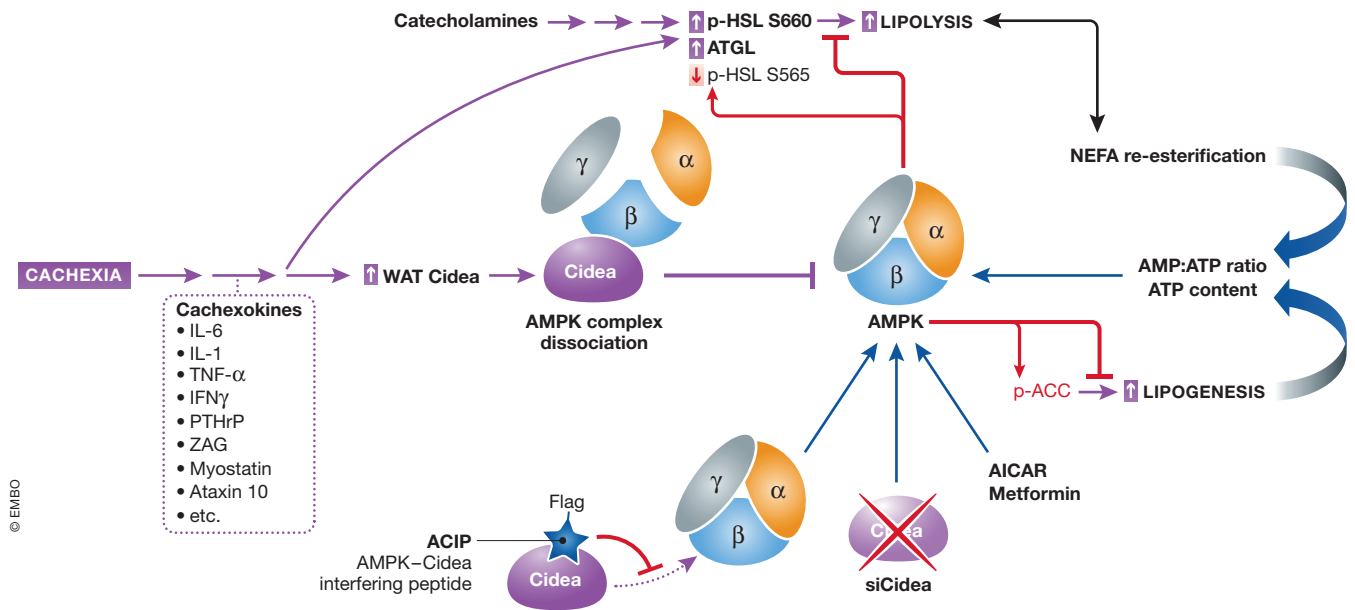 Catecholamines
↑ p-HSL S660
↑ LIPOLYSIS
↑ ATGL
↓ p-HSL S565
NEFA re-esterification
γ
α
β
Cidea
AMPK complex
dissociation
CACHEXIA
↑ WAT Cidea
γ
α
β
AMPK
AMP:ATP ratio
ATP content
Cachexokines
• IL-6
• IL-1
• TNF-α
• IFNγ
• PTHrP
• ZAG
• Myostatin
• Ataxin 10
• etc.
p-ACC
↑ LIPOGENESIS
γ
α
β
AICAR
Metformin
Flag
ACIP
AMPK–Cidea
interfering peptide
Cidea
Cidea
siCidea
© EMBO